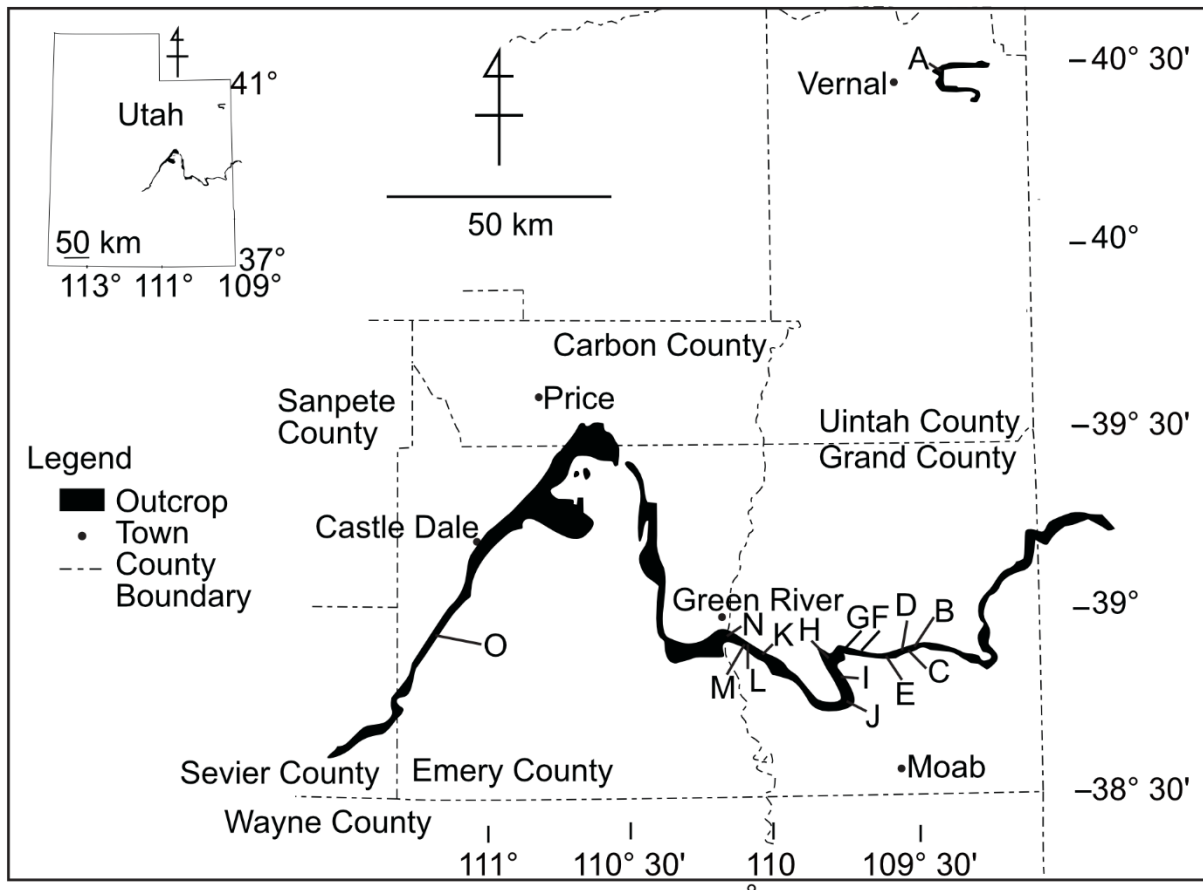 41°
Utah
50 km
37°
113° 111° 109°
50 km
A
Vernal
40° 30'
40°
39° 30'
39°
38° 30'
Carbon County
Price
Sanpete
County
Uintah County
Grand County
Legend
Outcrop
Town
County
Boundary
Castle Dale
Green River
N
K
H
G F
D
B
O
M
L
I
J
E
C
Moab
Sevier County
Emery County
Wayne County
111° 110° 30' 110 109° 30'
°